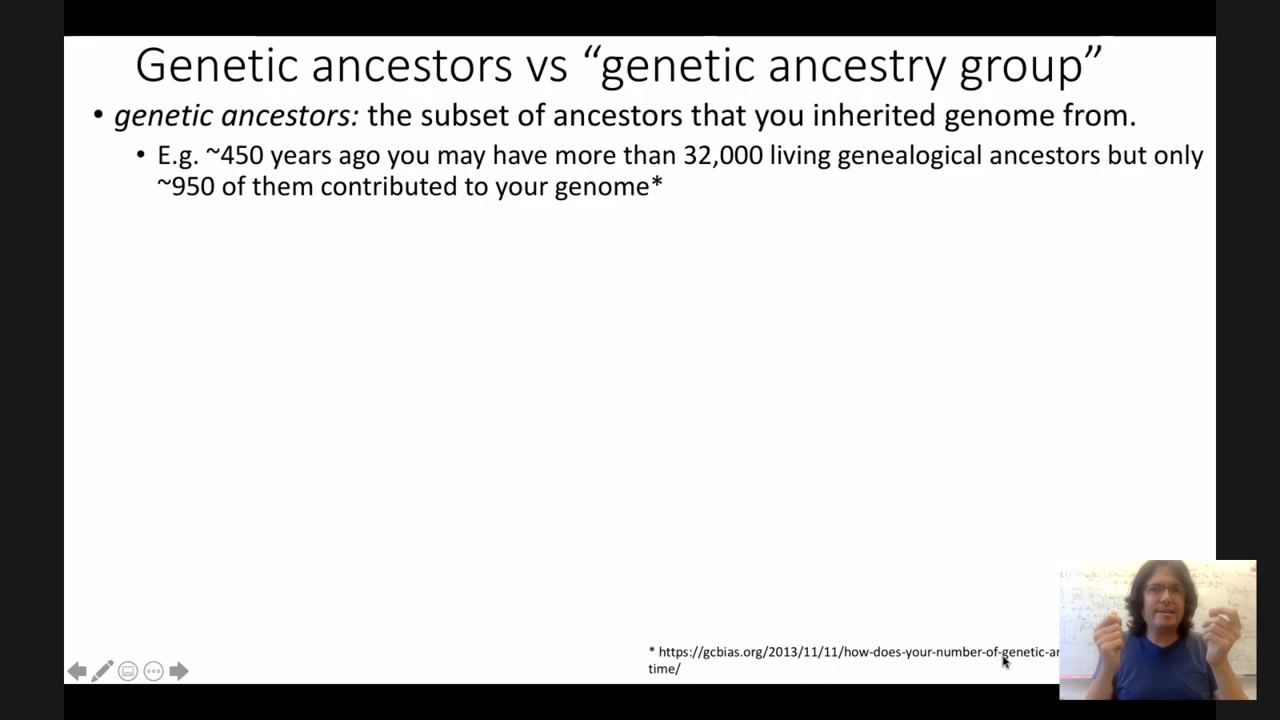 Genetic ancestors vs “genetic ancestry group”
• genetic ancestors: the subset of ancestors that you inherited genome from.
• E.g. ~450 years ago you may have more than 32,000 living genealogical ancestors but only
~950 of them contributed to your genome*
* https://gcbias.org/2013/11/11/how-does-your-number-of-genetic-an
time/